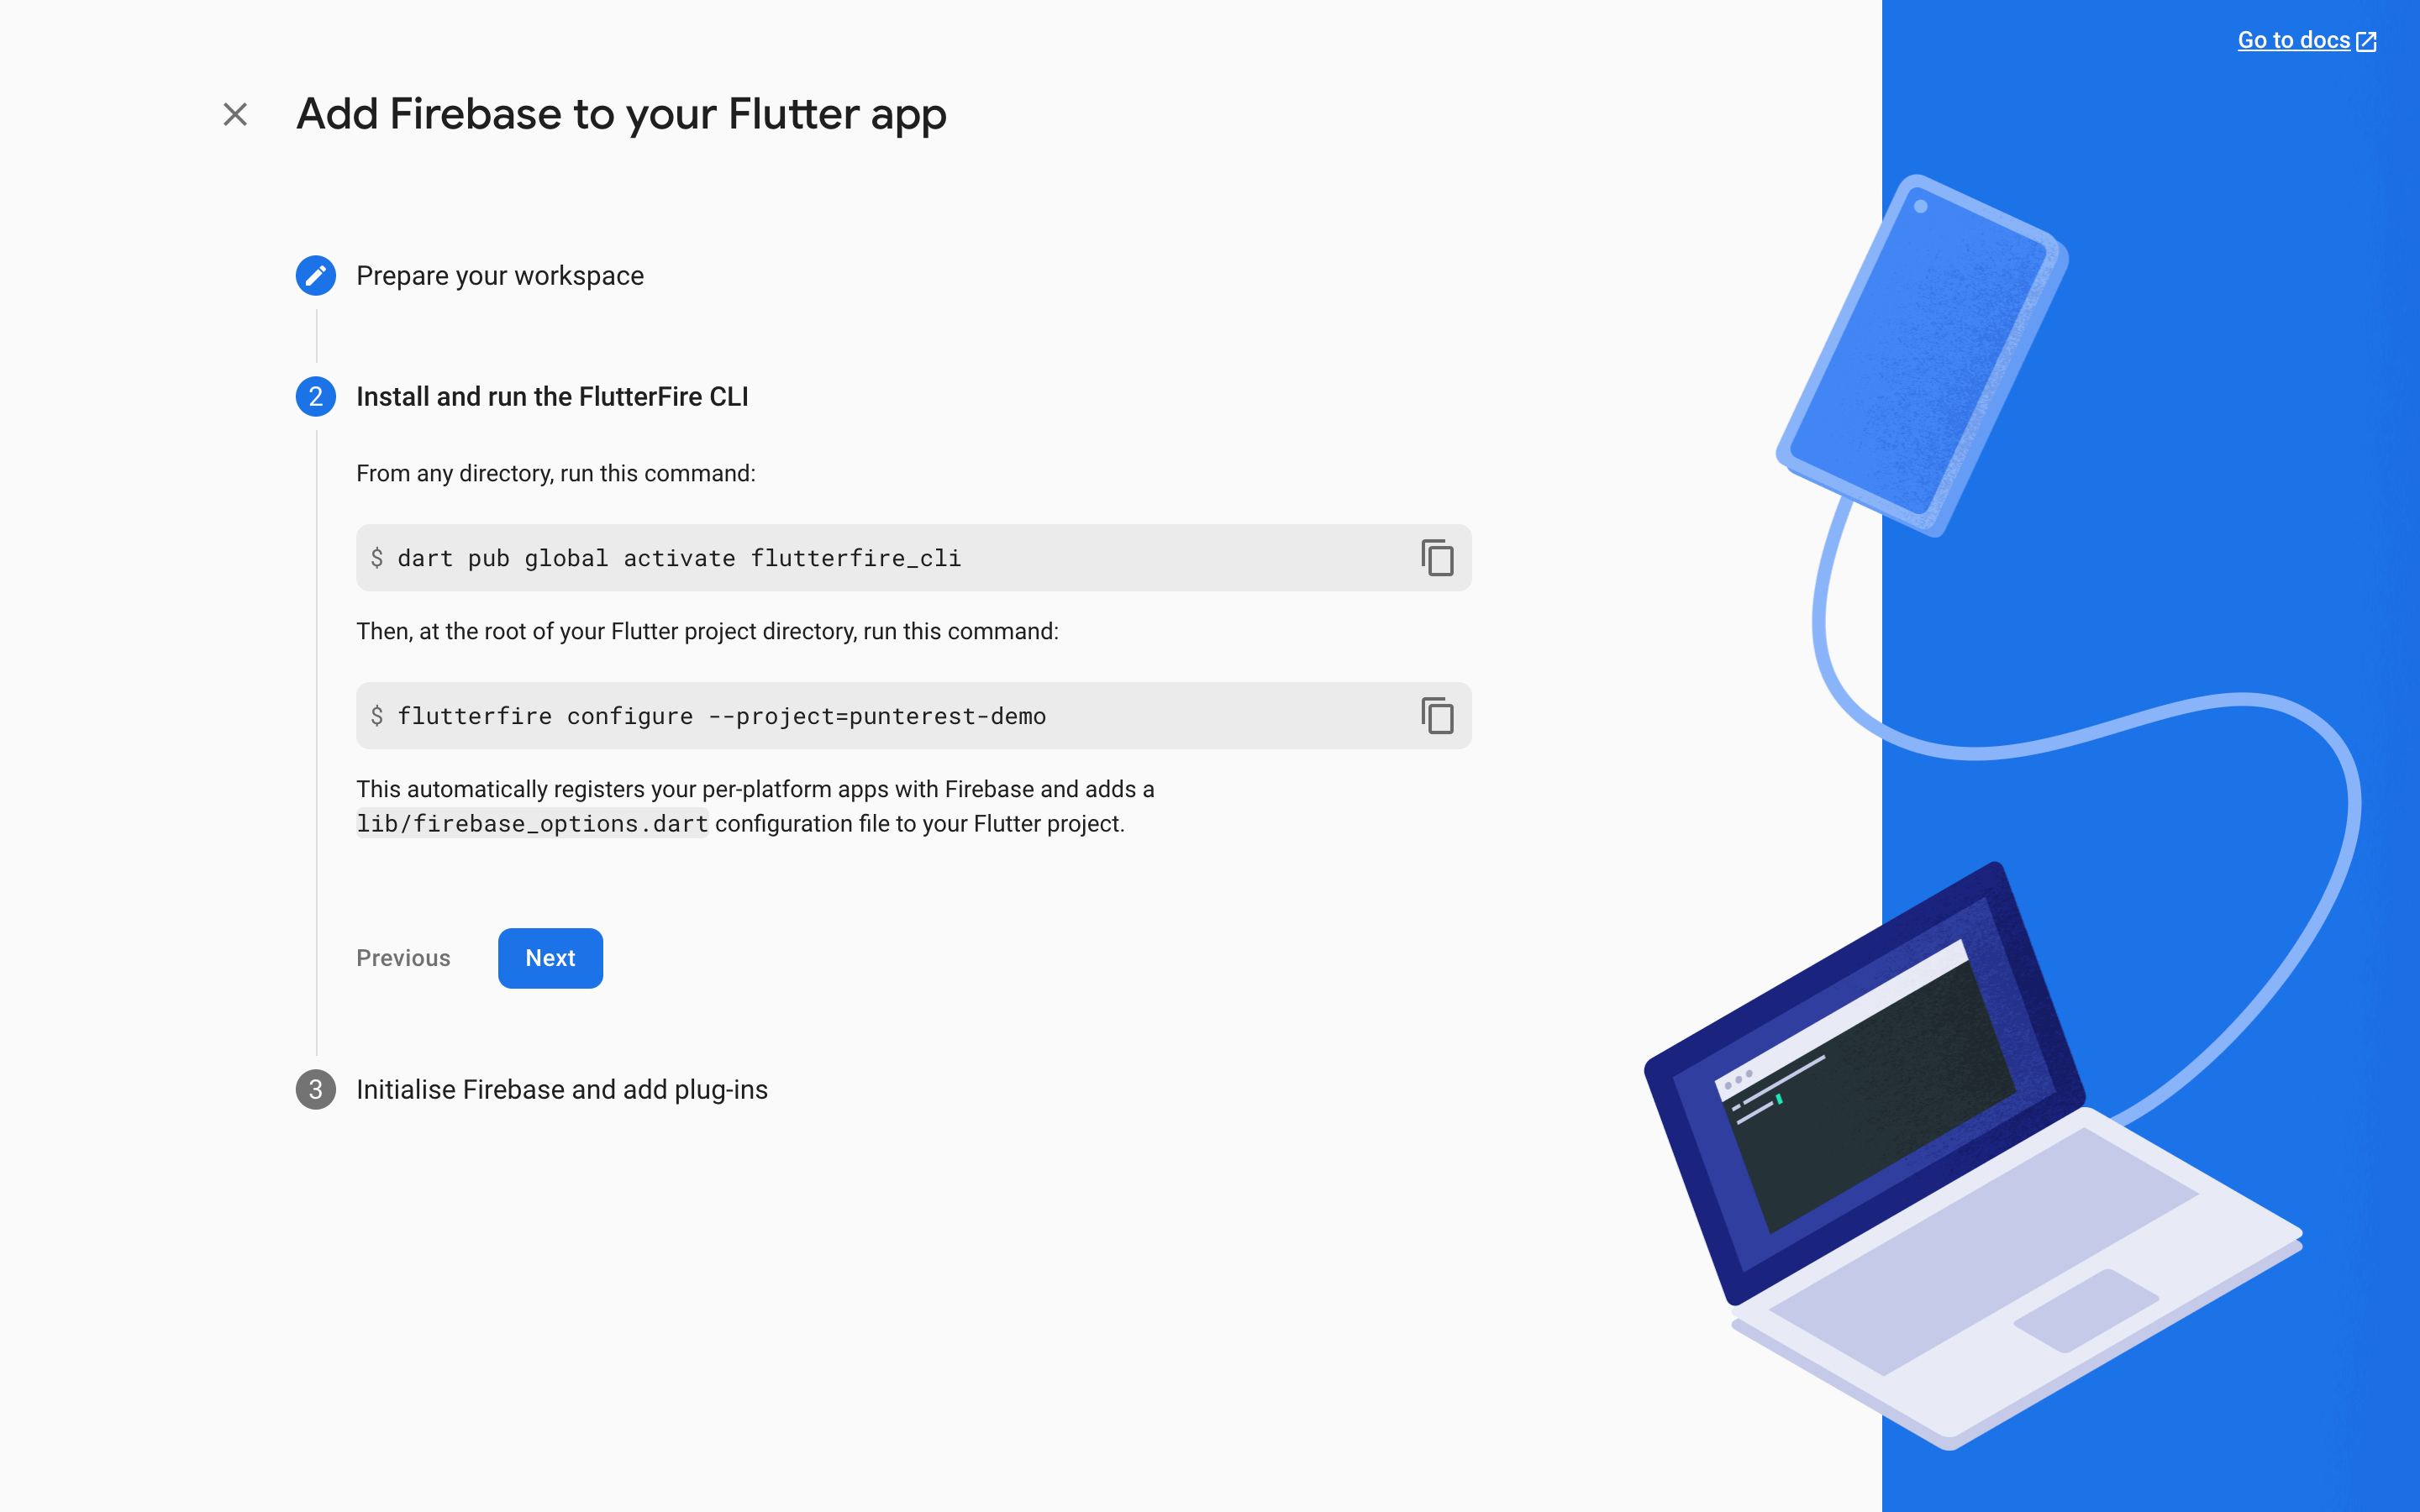 Go to docs
Add Firebase to your Flutter app
Prepare your workspace
2 Install and run the FlutterFire CLI
From any directory, run this command:
$ dart pub global activate flutterfire_cli
Then, at the root of your Flutter project directory, run this command:
$ flutterfire configure --project=punterest-demo
This automatically registers your per-platform apps with Firebase and adds a
lib/firebase_options.dart configuration file to your Flutter project.
Previous Next
3 Initialise Firebase and add plug-ins